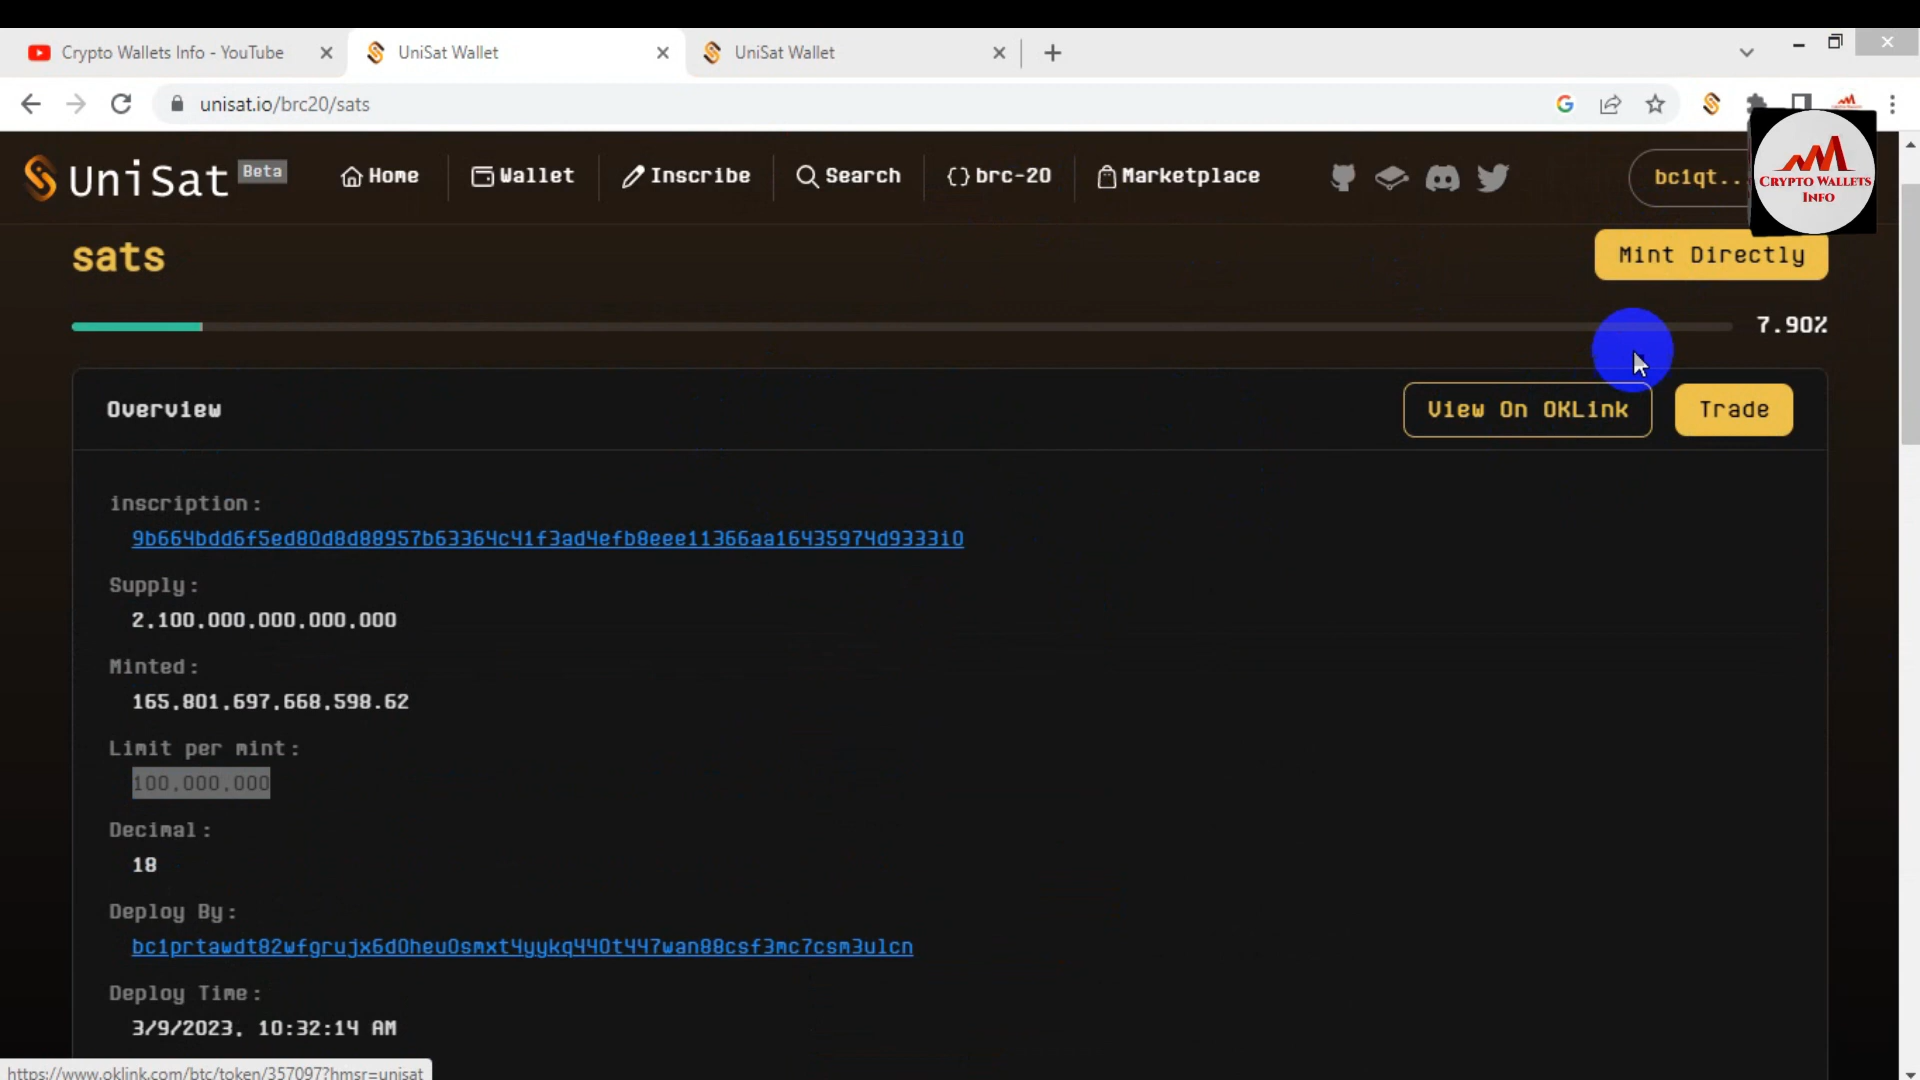 Crypto Wallets Info - YouTube
UniSat Wallet
UniSat Wallet
unisat.io/brc20/sats
UniSat Beta
Home
Wallet
Inscribe
Search
brc-20
Marketplace
bc1qt..
CRYPTO WALLETS
INFO
sats
Mint Directly
7.90%
Overview
View On OKLink
Trade
inscription:
9b664bdd6f5ed80d8d88957b63364c41f3ad4efb8eee11366aa16435974d9333i0
Supply:
2,100,000,000,000,000
Minted:
165,801,697,668,598.62
Limit per mint:
100,000,000
Decimal:
18
Deploy By:
bc1prtawdt82wfgrujx6d0heu0smxt4yykq440t447wan88csf3mc7csm3ulcn
Deploy Time:
3/9/2023, 10:32:14 AM
https://www.oklink.com/btc/token/357097?hmsr=unisat